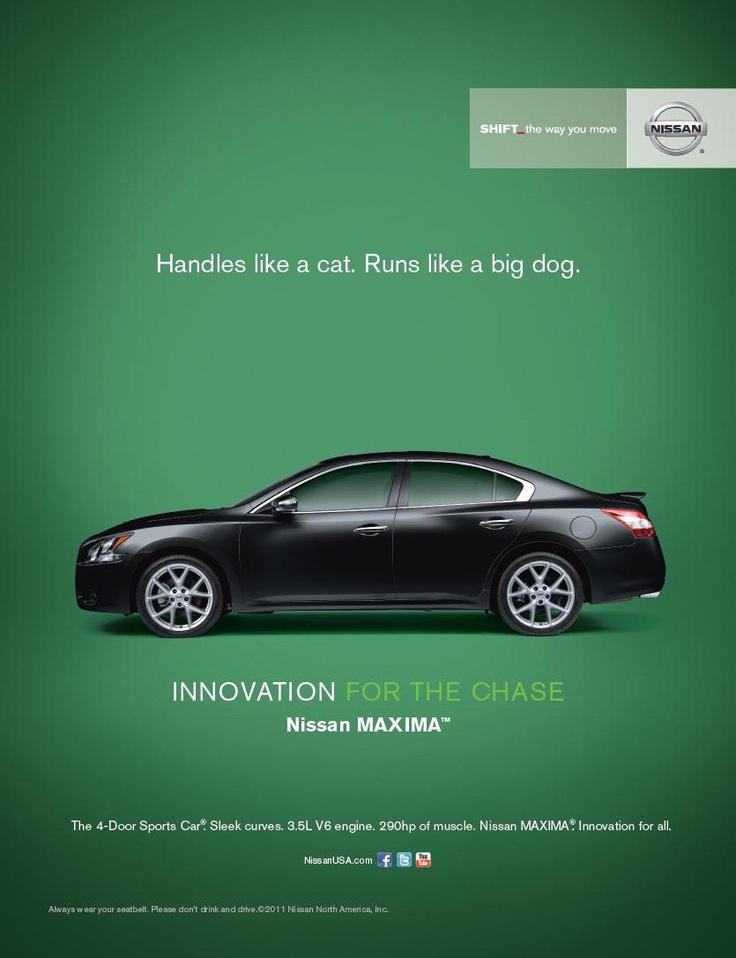 SHIFT_the way you move
NISSAN
®
Handles like a cat. Runs like a big dog.
INNOVATION FOR THE CHASE
Nissan MAXIMA™
The 4-Door Sports Car®. Sleek curves. 3.5L V6 engine. 290hp of muscle. Nissan MAXIMA®. Innovation for all.
NissanUSA.com f t You Tube
Always wear your seatbelt. Please don't drink and drive.©2011 Nissan North America, Inc.